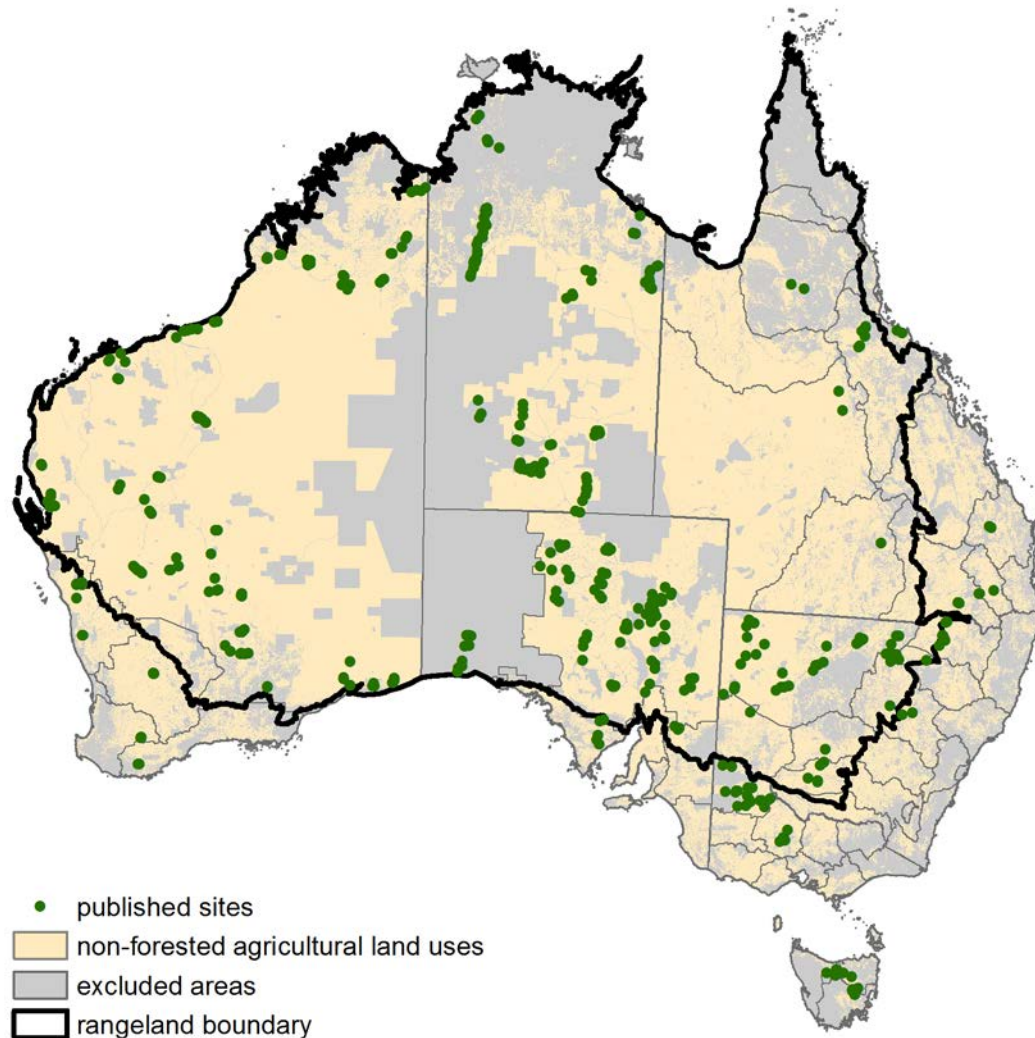 published sites
non-forested agricultural land uses
excluded areas
rangeland boundary